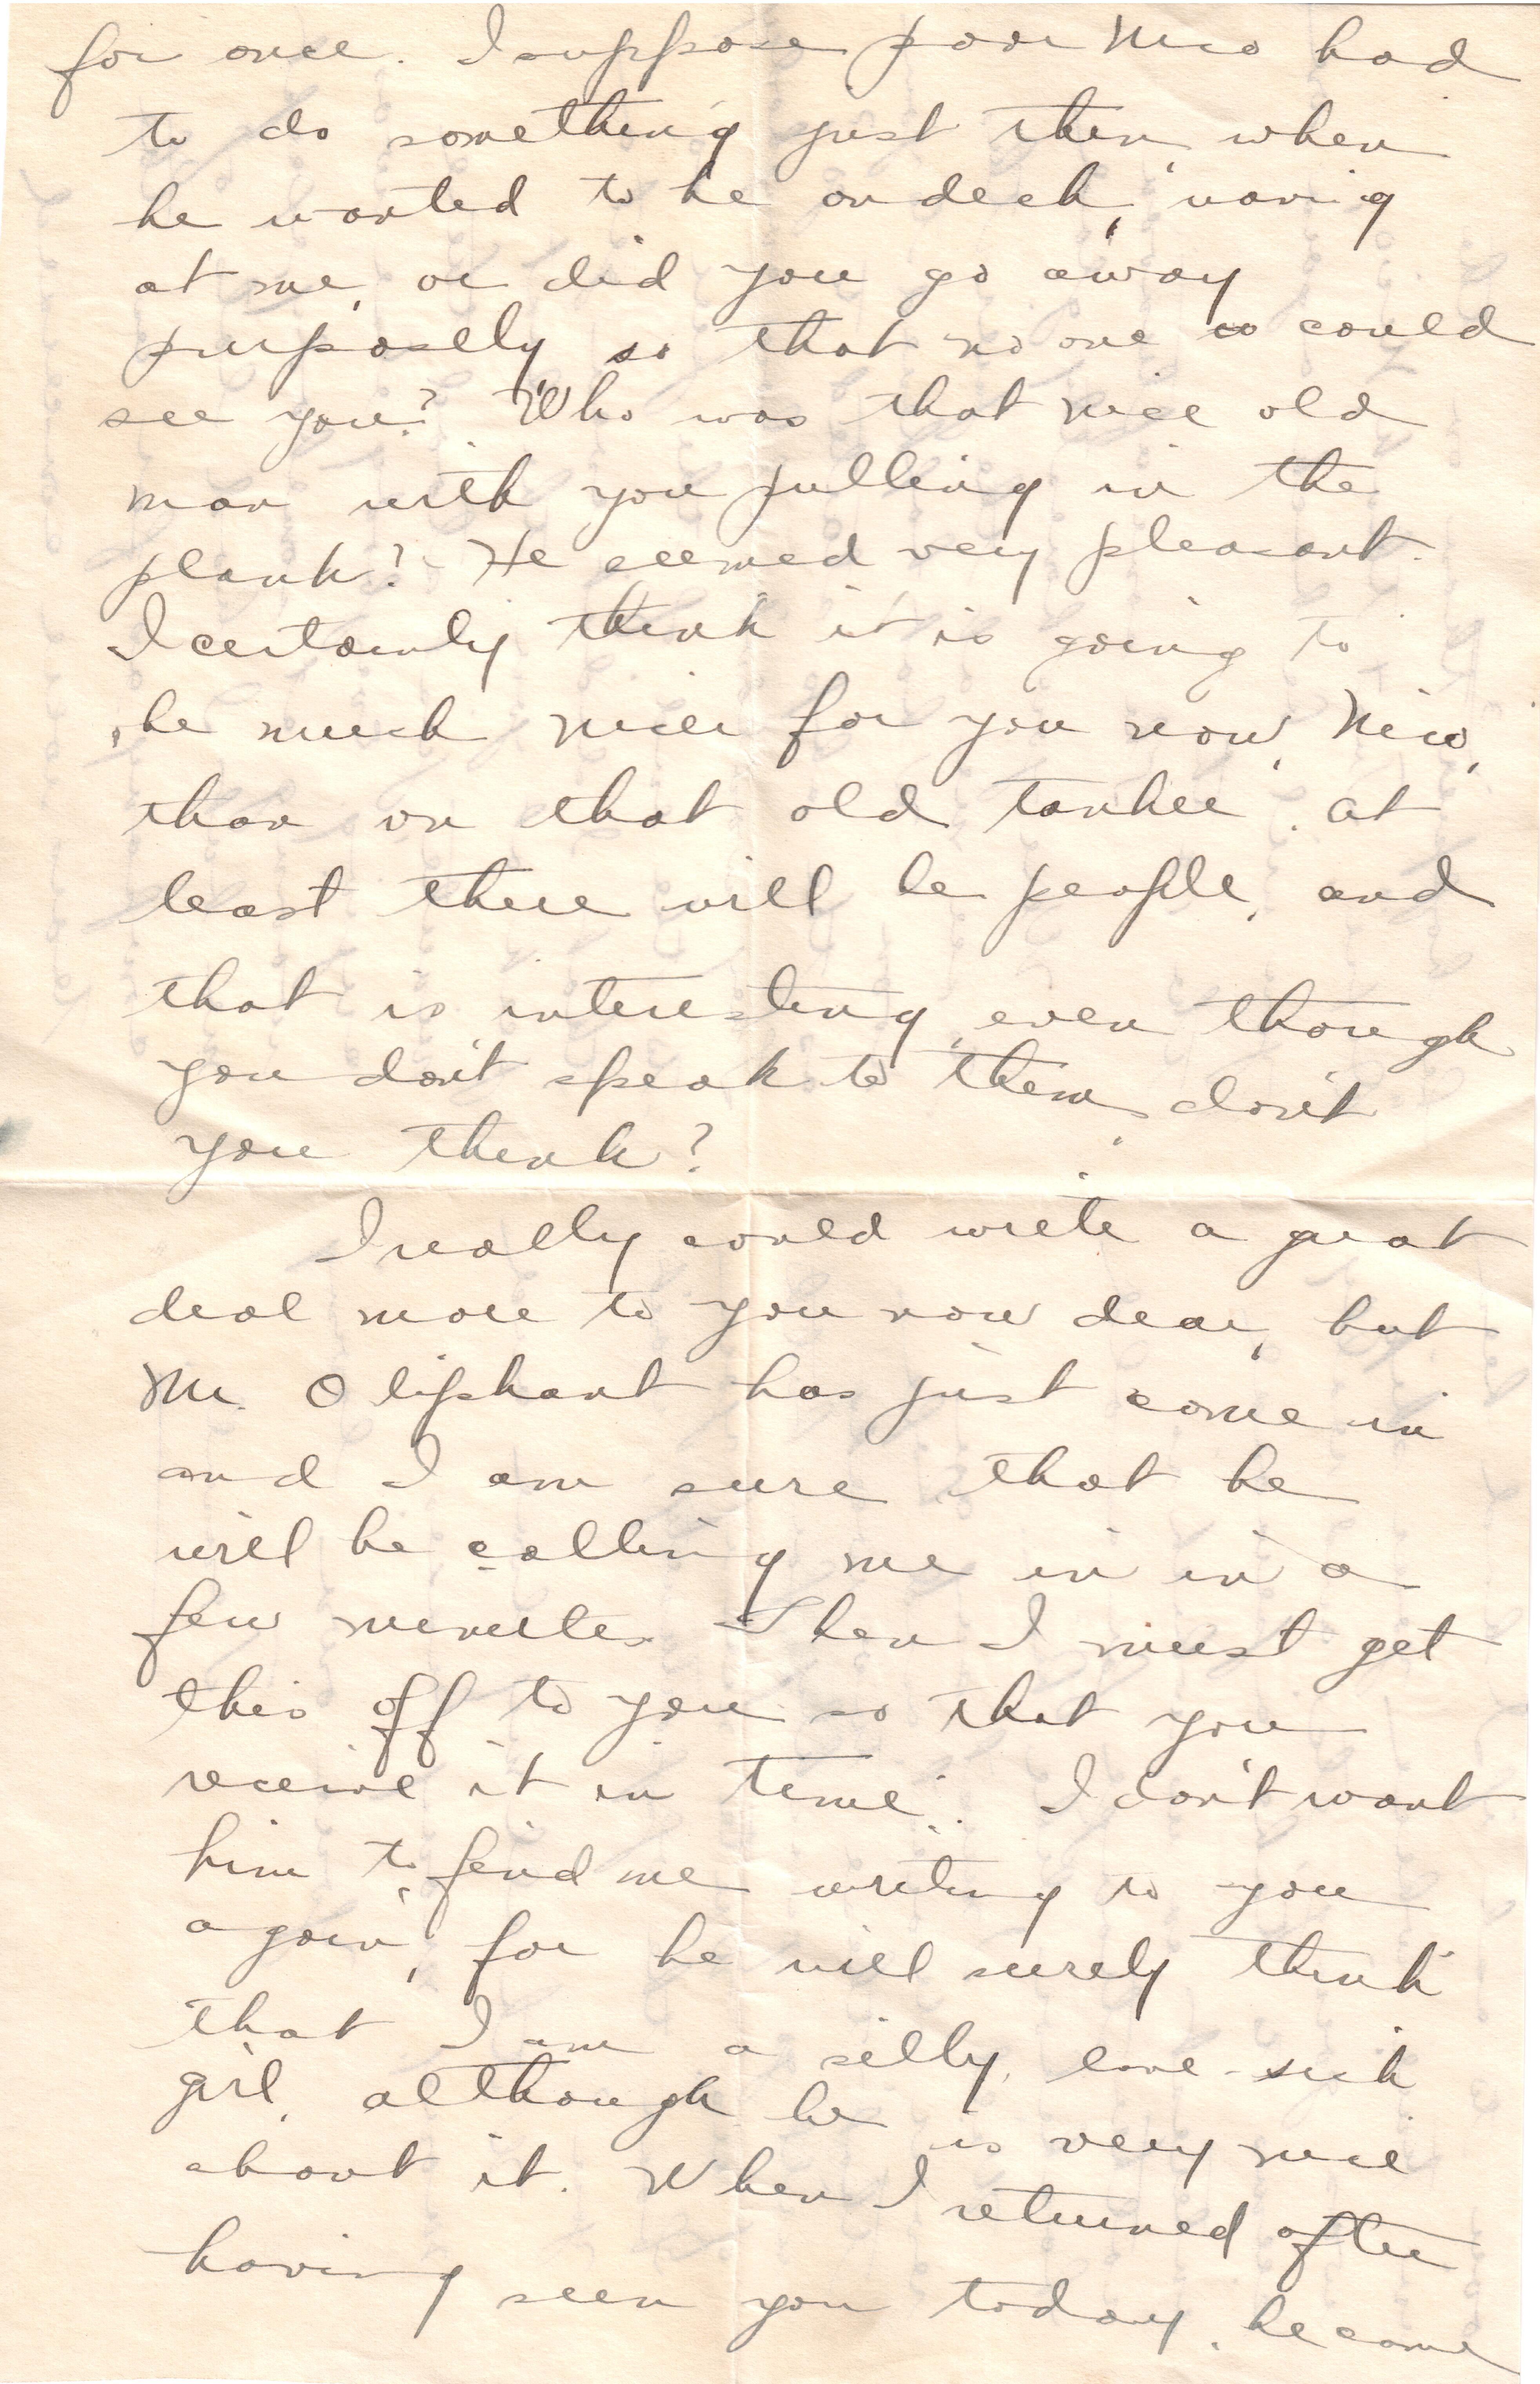 for once. I suppose poor Nico had
to do something just then, when
he wanted to be on deck, waving
at me, or did you go away
purposely so that no one could
see you? Who was that nice old
man with you pulling in the
plank? He seemed very pleasant.
I certainly think it is going to
be much nicer for you now, Nico,
than on that old tanker, at
least there will be people, and
that is interesting, even though
you don't speak to them, don't
you think?
I really could write a great
deal more to you now dear, but
Mr. Oliphant has just come in
and I am sure that he
will be calling me in in a
few minutes. Then I must get
this off to you so that you
receive it in time. I don't want
him to find me writing to you
again, for he will surely think
that I am a silly, love-sick
girl, although he is very nice
about it. When I returned after
having seen you today, he came